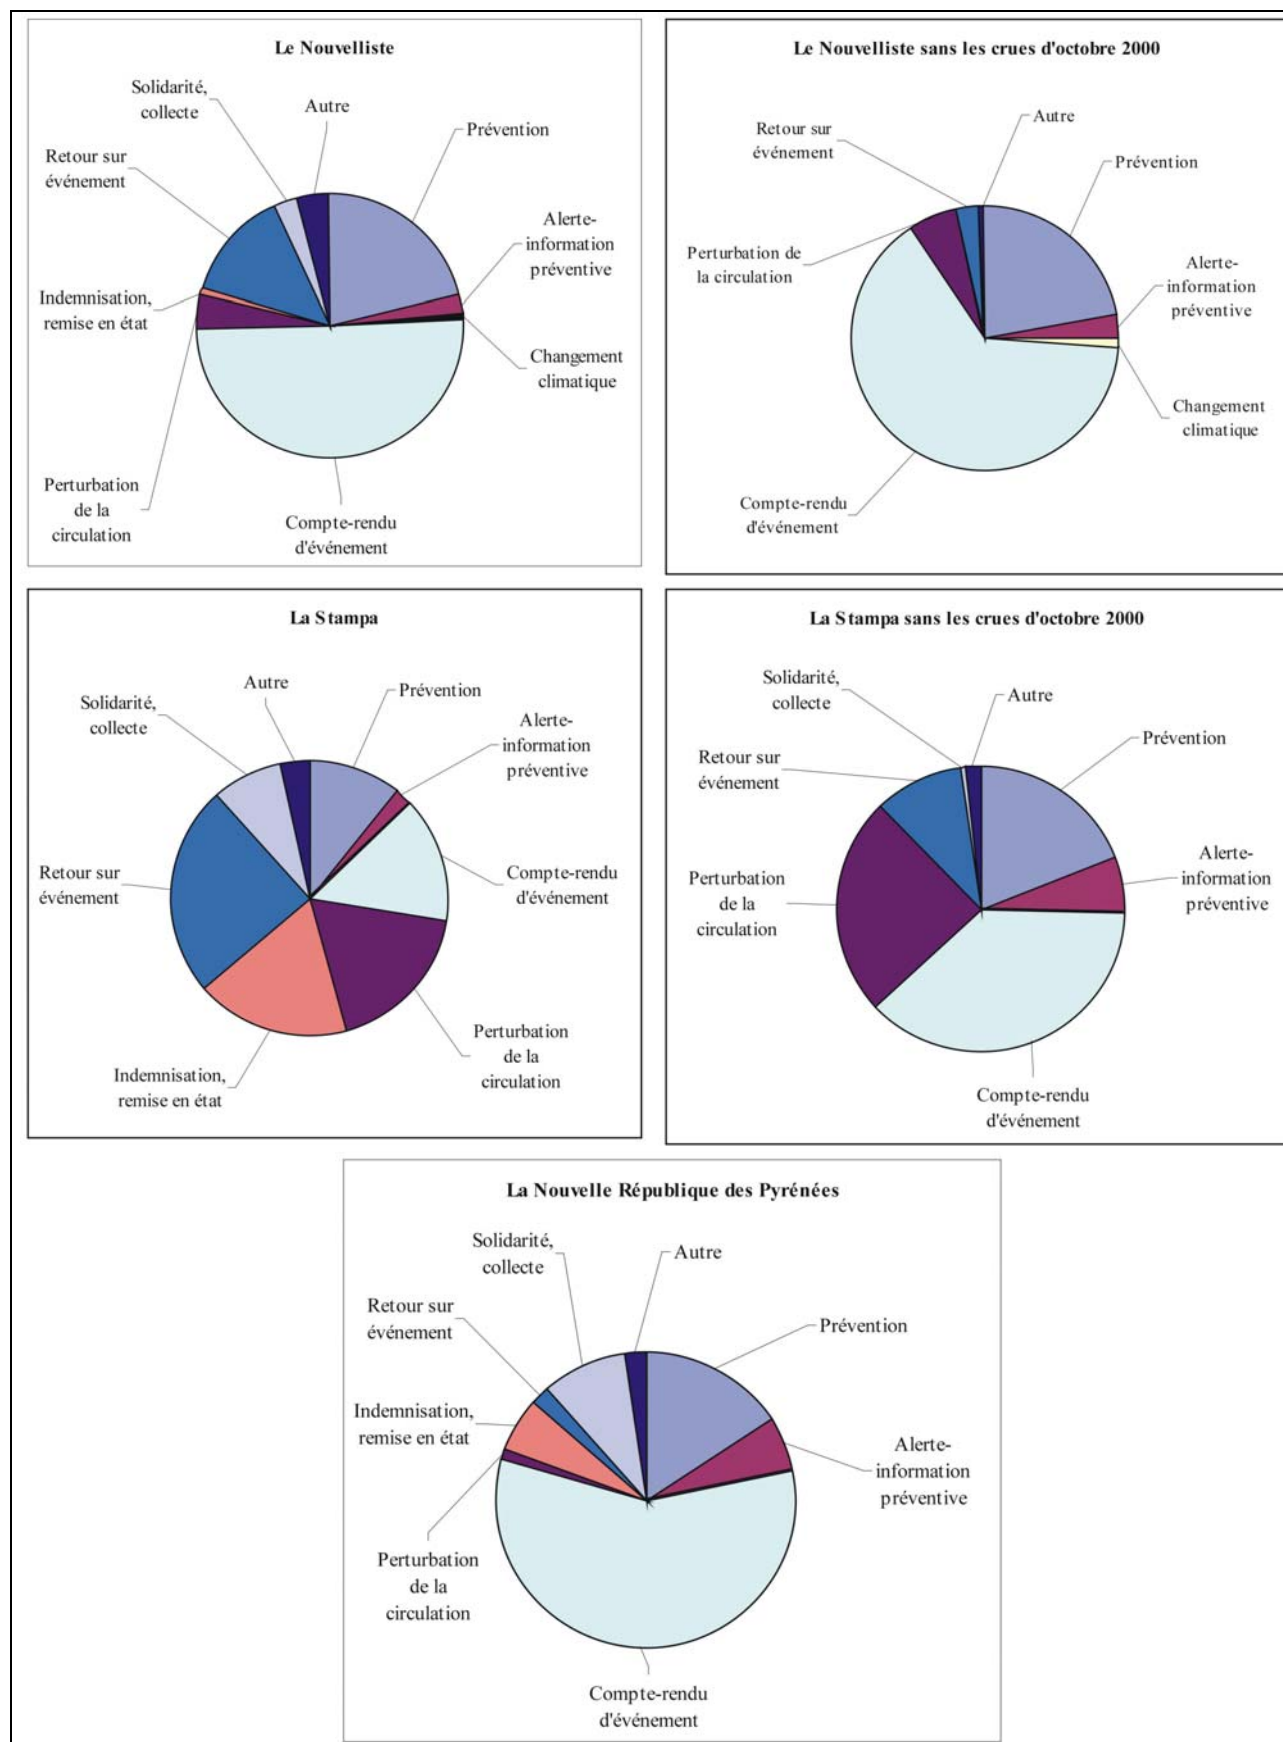 Le Nouvelliste
Solidarité,
collecte
Autre
Prévention
Retour sur
événement
Alerte-
information
préventive
Indemnisation,
remise en état
Changement
climatique
Perturbation
de la
circulation
Compte-rendu
d'événement
Le Nouvelliste sans les crues d'octobre 2000
Retour sur
événement
Autre
Prévention
Perturbation de
la circulation
Alerte-
information
préventive
Changement
climatique
Compte-rendu
d'événement
La Stampa
Solidarité,
collecte
Autre
Prévention
Alerte-
information
préventive
Retour sur
événement
Compte-rendu
d'événement
Perturbation
de la
circulation
Indemnisation,
remise en état
La Stampa sans les crues d'octobre 2000
Solidarité,
collecte
Autre
Prévention
Retour sur
événement
Perturbation
de la
circulation
Alerte-
information
préventive
Compte-rendu
d'événement
La Nouvelle République des Pyrénées
Solidarité,
collecte
Autre
Retour sur
événement
Prévention
Indemnisation,
remise en état
Alerte-
information
préventive
Perturbation
de la
circulation
Compte-rendu
d'événement